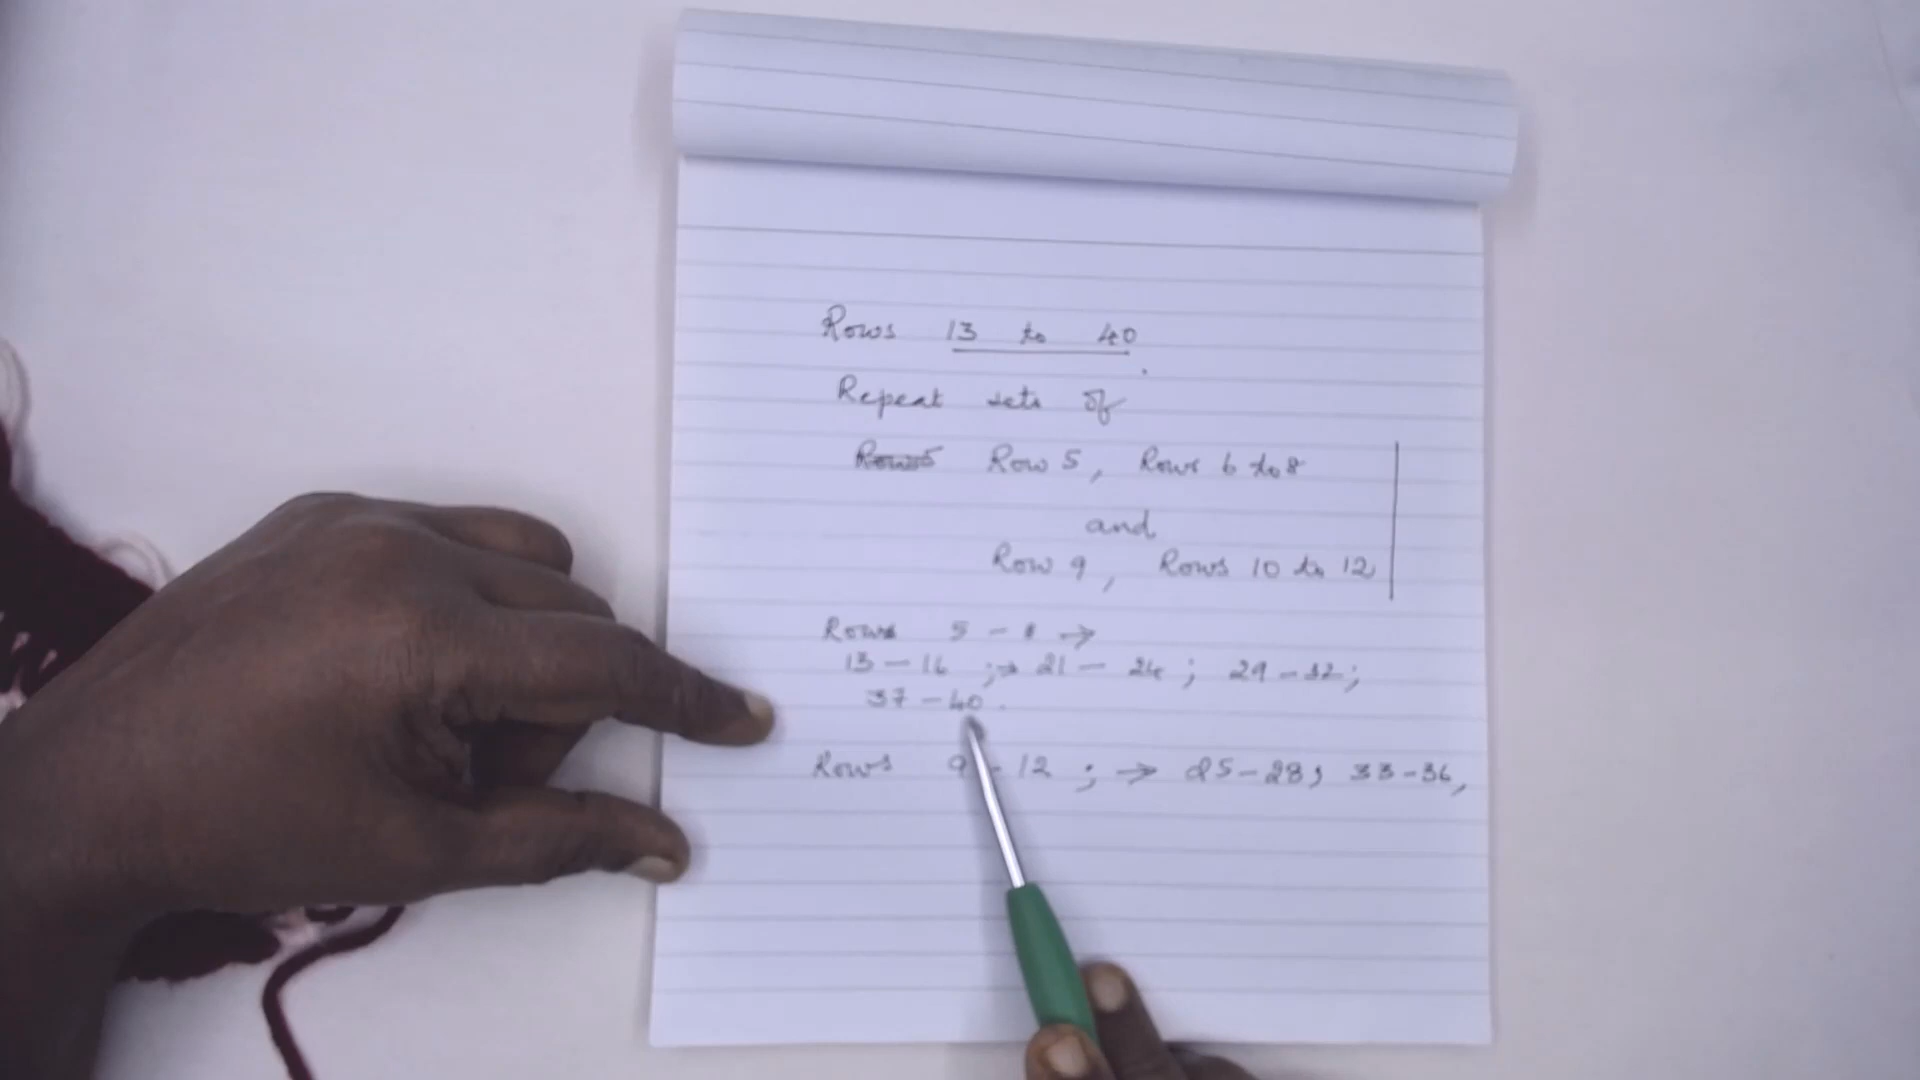 Rows 13 to 40
Repeat sets of
Row 5, Rows 6 to 8
and
Row 9, Rows 10 to 12
Rows 5 - 8 →
13 - 16 ;→ 21 - 24 ; 29 - 32 ;
37 - 40.
Rows 9 - 12 ; → 25 - 28 ; 33 - 36,